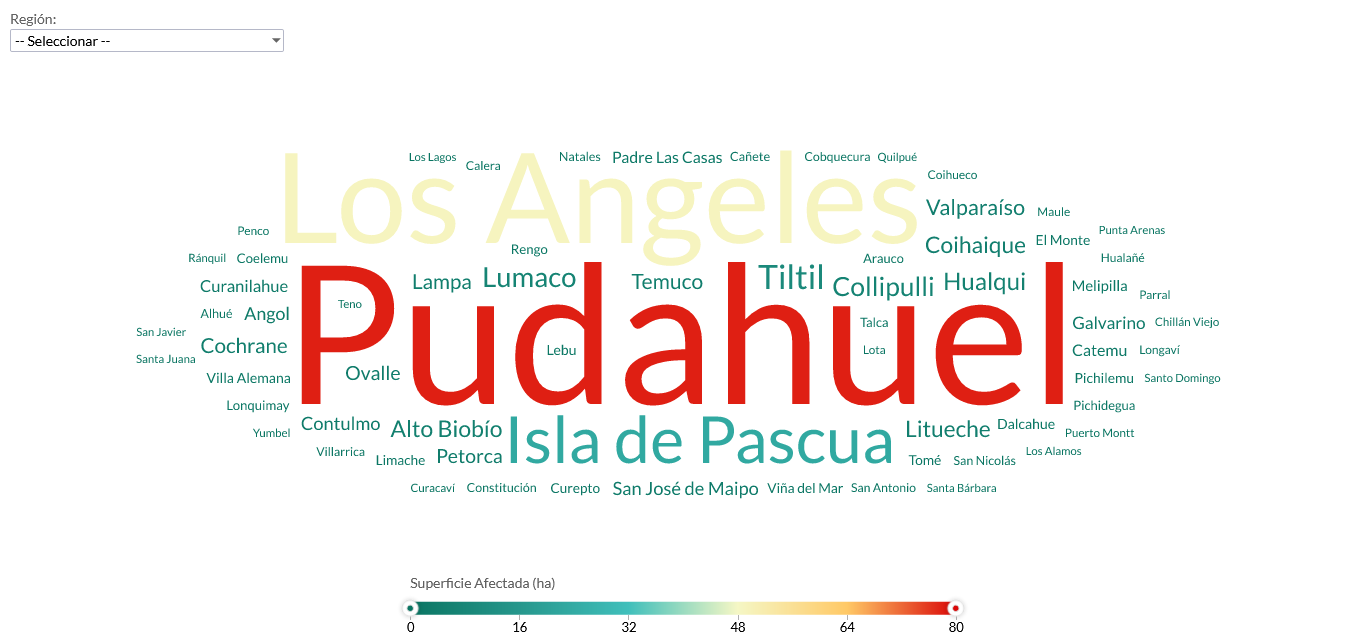 Región:
-- Seleccionar --
Los Angeles
Los Lagos
Calera
Natales
Padre Las Casas
Cañete
Cobquecura
Quilpué
Coihueco
Valparaíso
Maule
Penco
Rengo
Coihaique
El Monte
Punta Arenas
Ránquil
Coelemu
Arauco
Hualañé
Curanilahue
Lampa
Lumaco
Temuco
Tiltil
Collipulli
Hualqui
Melipilla
Parral
Pudahuel
Teno
Alhué
Angol
Talca
Galvarino
Chillán Viejo
San Javier
Cochrane
Lebu
Lota
Catemu
Longaví
Santa Juana
Villa Alemana
Ovalle
Pichilemu
Santo Domingo
Lonquimay
Pichidegua
Contulmo
Alto Biobío
Isla de Pascua
Litueche
Dalcahue
Yumbel
Puerto Montt
Villarrica
Limache
Petorca
Tomé
San Nicolás
Los Alamos
Curacaví
Constitución
Curepto
San José de Maipo
Viña del Mar
San Antonio
Santa Bárbara
Superficie Afectada (ha)
0 16 32 48 64 80